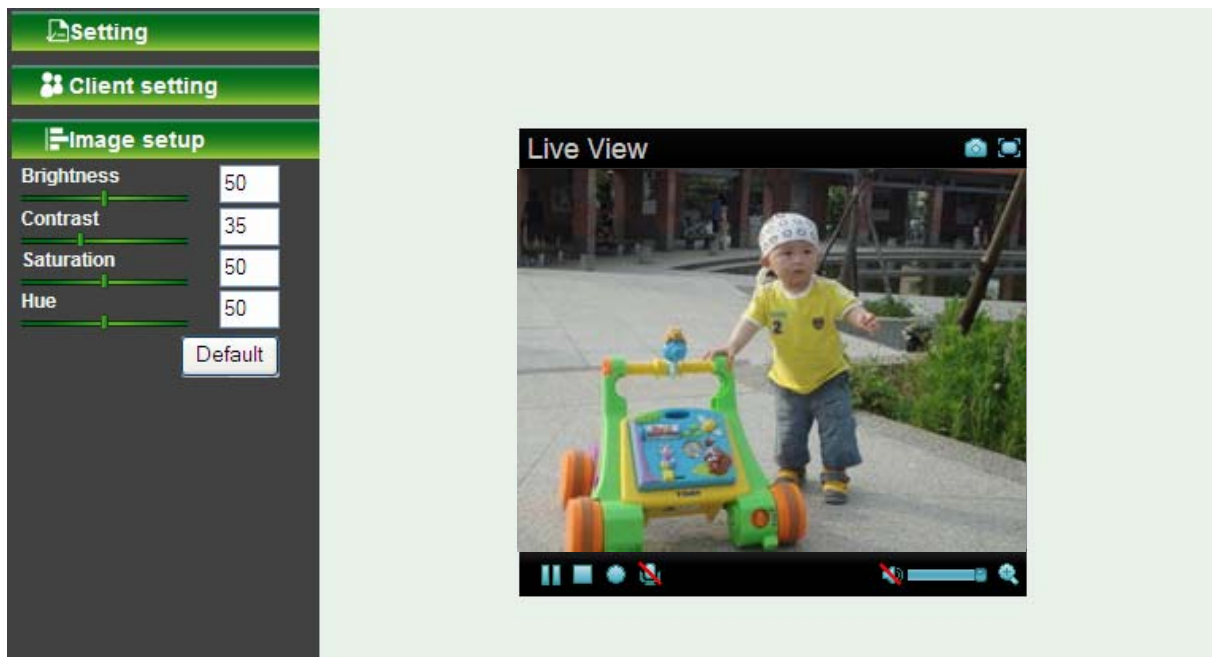 Setting
Client setting
Image setup
Brightness
50
Contrast
35
Saturation
50
Hue
50
Default
Live View
2